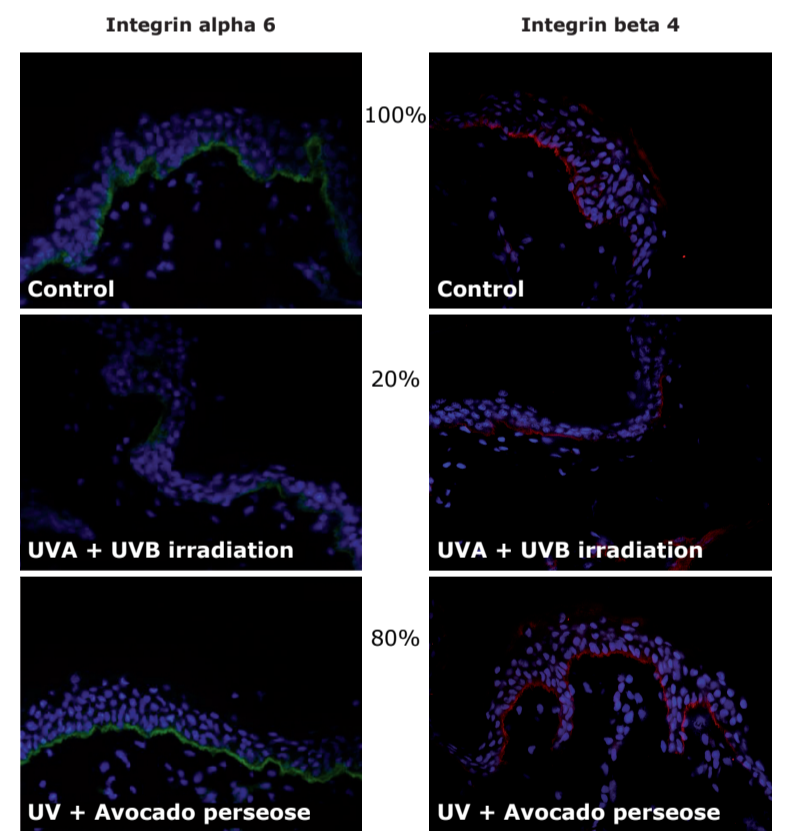 Integrin alpha 6
Integrin beta 4
100%
Control
Control
20%
UVA + UVB irradiation
UVA + UVB irradiation
80%
UV + Avocado perseose
UV + Avocado perseose